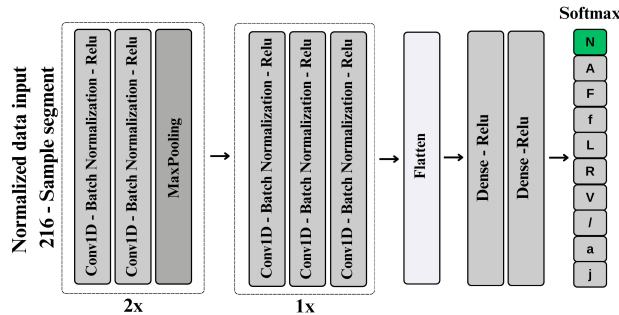 Normalized data input
216 - Sample segment
Conv1D - Batch Normalization - Relu
Conv1D - Batch Normalization - Relu
MaxPooling
2x
Conv1D - Batch Normalization - Relu
Conv1D - Batch Normalization - Relu
Conv1D - Batch Normalization - Relu
1x
Flatten
Dense - Relu
Dense -Relu
Softmax
N
A
F
f
L
R
V
/
a
j